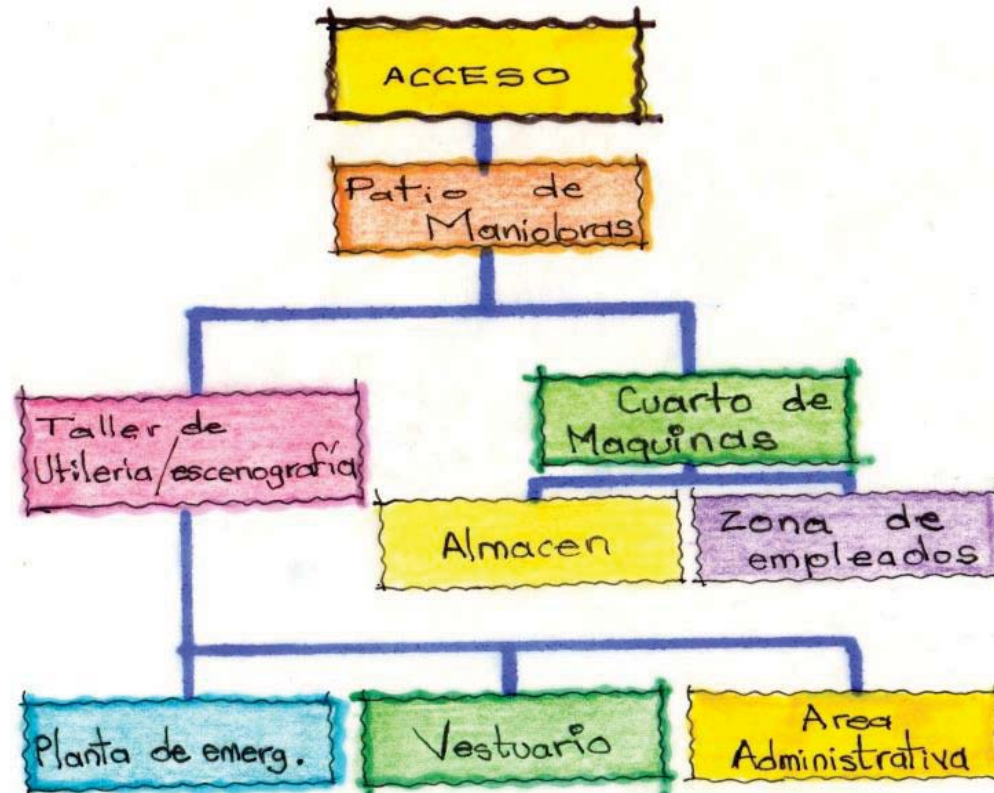 ACCESO
Patio de
Maniobras
Taller de
Utileria/escenografía
Cuarto de
Maquinas
Almacen
Zona de
empleados
Planta de emerg.
Vestuario
Area
Administrativa